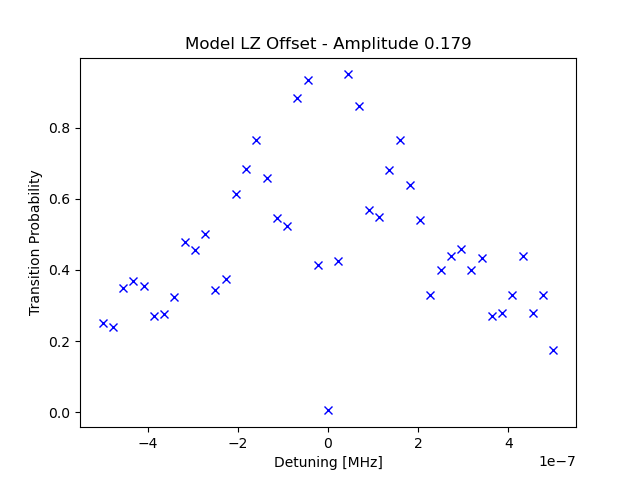 Model LZ Offset - Amplitude 0.179
Transition Probability
0.8
0.6
0.4
0.2
0.0
−4
−2
0
2
4
1e−7
Detuning [MHz]